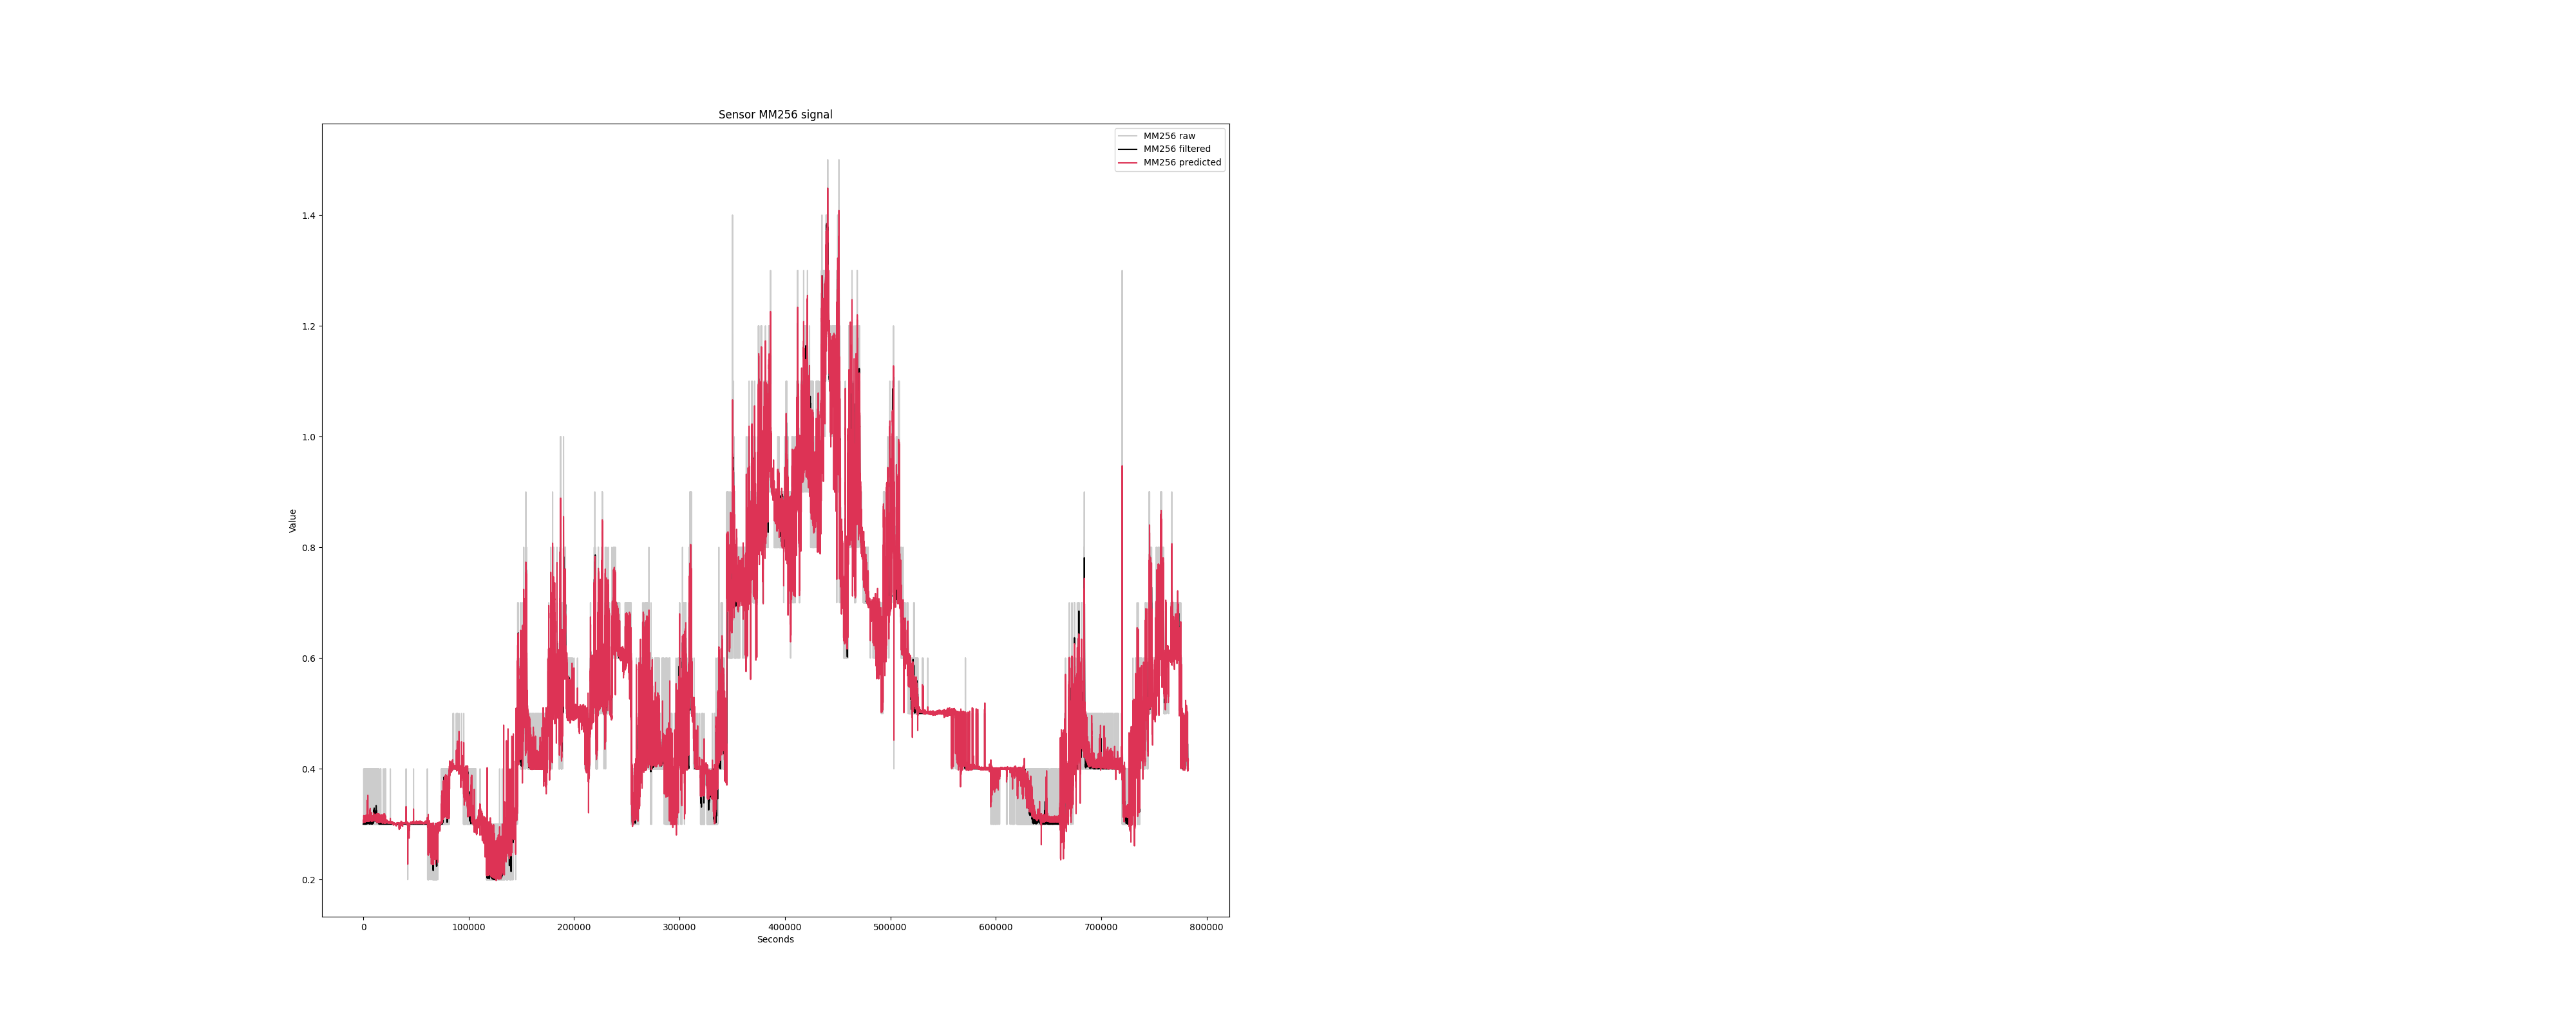 Sensor MM256 signal
MM256 raw
MM256 filtered
MM256 predicted
Value
1.4
1.2
1.0
0.8
0.6
0.4
0.2
0 100000 200000 300000 400000 500000 600000 700000 800000
Seconds